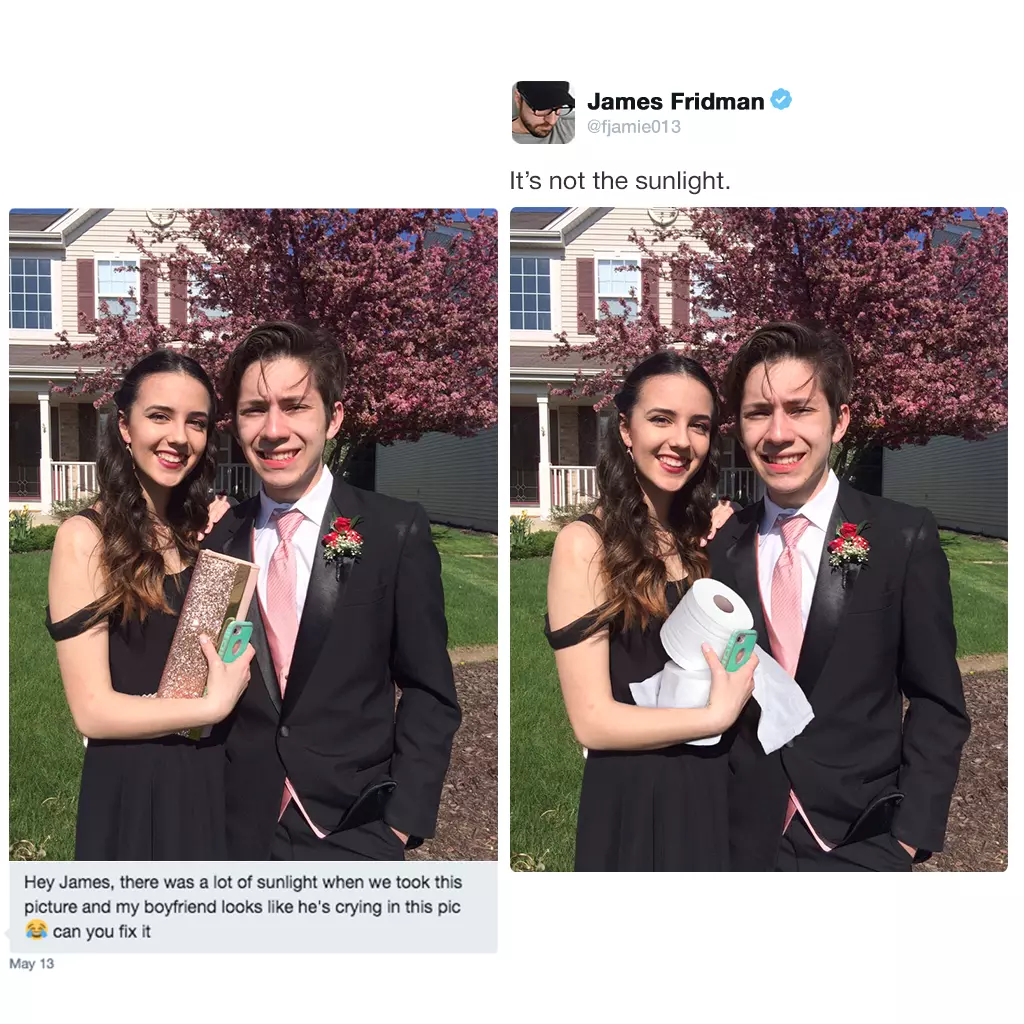 James Fridman
@fjamie013
It’s not the sunlight.
Hey James, there was a lot of sunlight when we took this
picture and my boyfriend looks like he's crying in this pic
😂 can you fix it
May 13